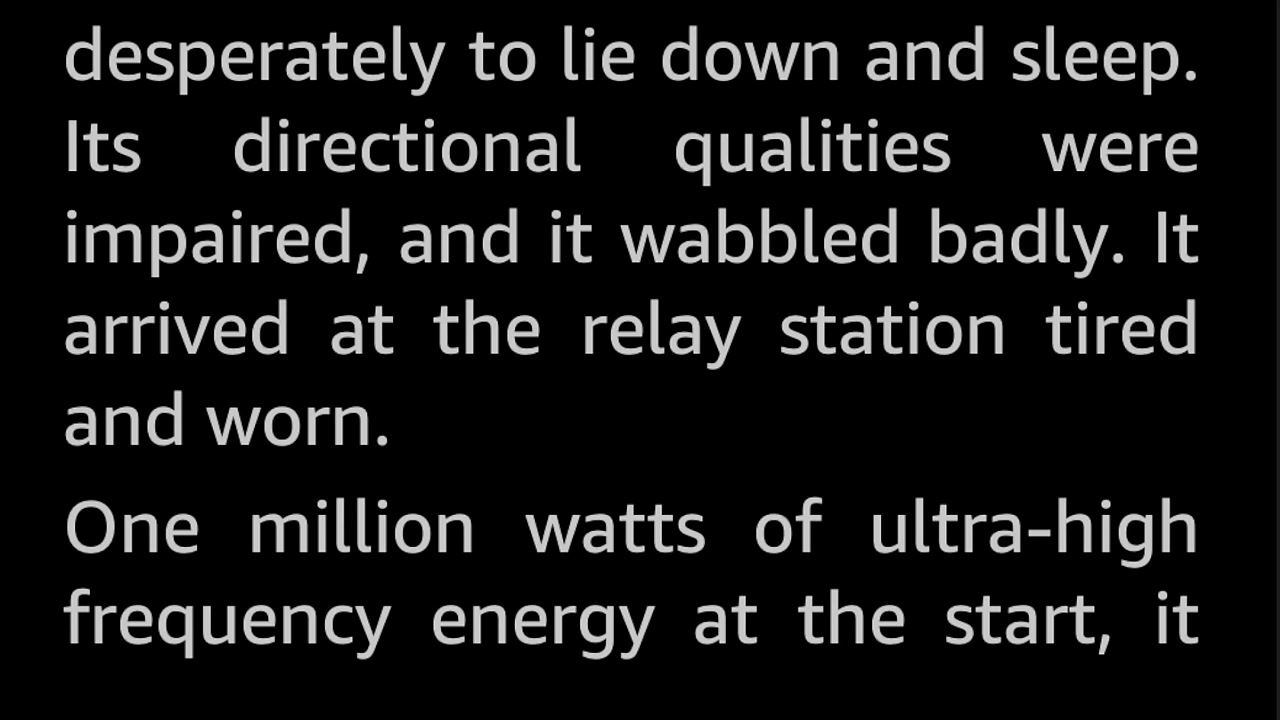 desperately to lie down and sleep.
Its directional qualities were
impaired, and it wabbled badly. It
arrived at the relay station tired
and worn.
One million watts of ultra-high
frequency energy at the start, it